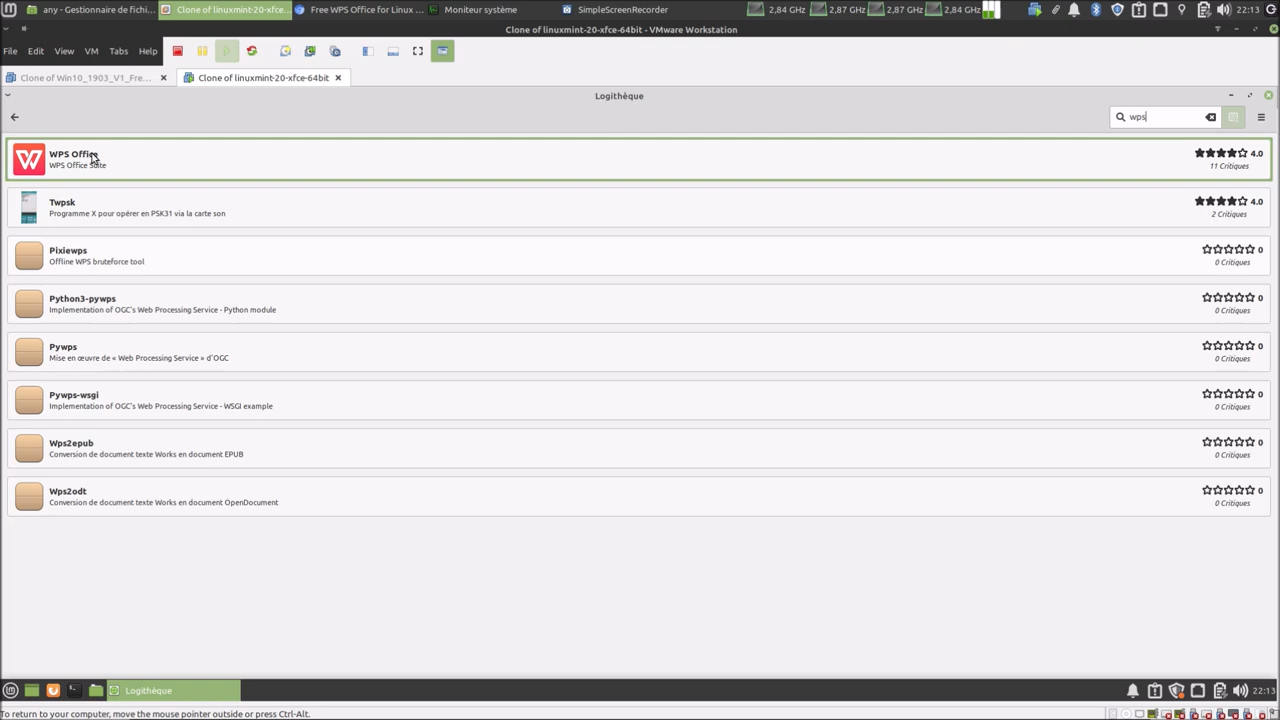 any - Gestionnaire de fichi...
Clone of linuxmint-20-xfce...
Free WPS Office for Linux ...
Moniteur système
SimpleScreenRecorder
2,84 GHz
2,87 GHz
2,87 GHz
2,84 GHz
22:13
Clone of linuxmint-20-xfce-64bit - VMware Workstation
File Edit View VM Tabs Help
Clone of Win10_1903_V1_Fre...
Clone of linuxmint-20-xfce-64bit
Logithèque
wps
WPS Office
4.0
WPS Office Suite
11 Critiques
Twpsk
4.0
Programme X pour opérer en PSK31 via la carte son
2 Critiques
Pixiewps
0
Offline WPS bruteforce tool
0 Critiques
Python3-pywps
0
Implementation of OGC's Web Processing Service - Python module
0 Critiques
Pywps
0
Mise en œuvre de « Web Processing Service » d'OGC
0 Critiques
Pywps-wsgi
0
Implementation of OGC's Web Processing Service - WSGI example
0 Critiques
Wps2epub
0
Conversion de document texte Works en document EPUB
0 Critiques
Wps2odt
0
Conversion de document texte Works en document OpenDocument
0 Critiques
Logithèque
22:13
To return to your computer, move the mouse pointer outside or press Ctrl-Alt.